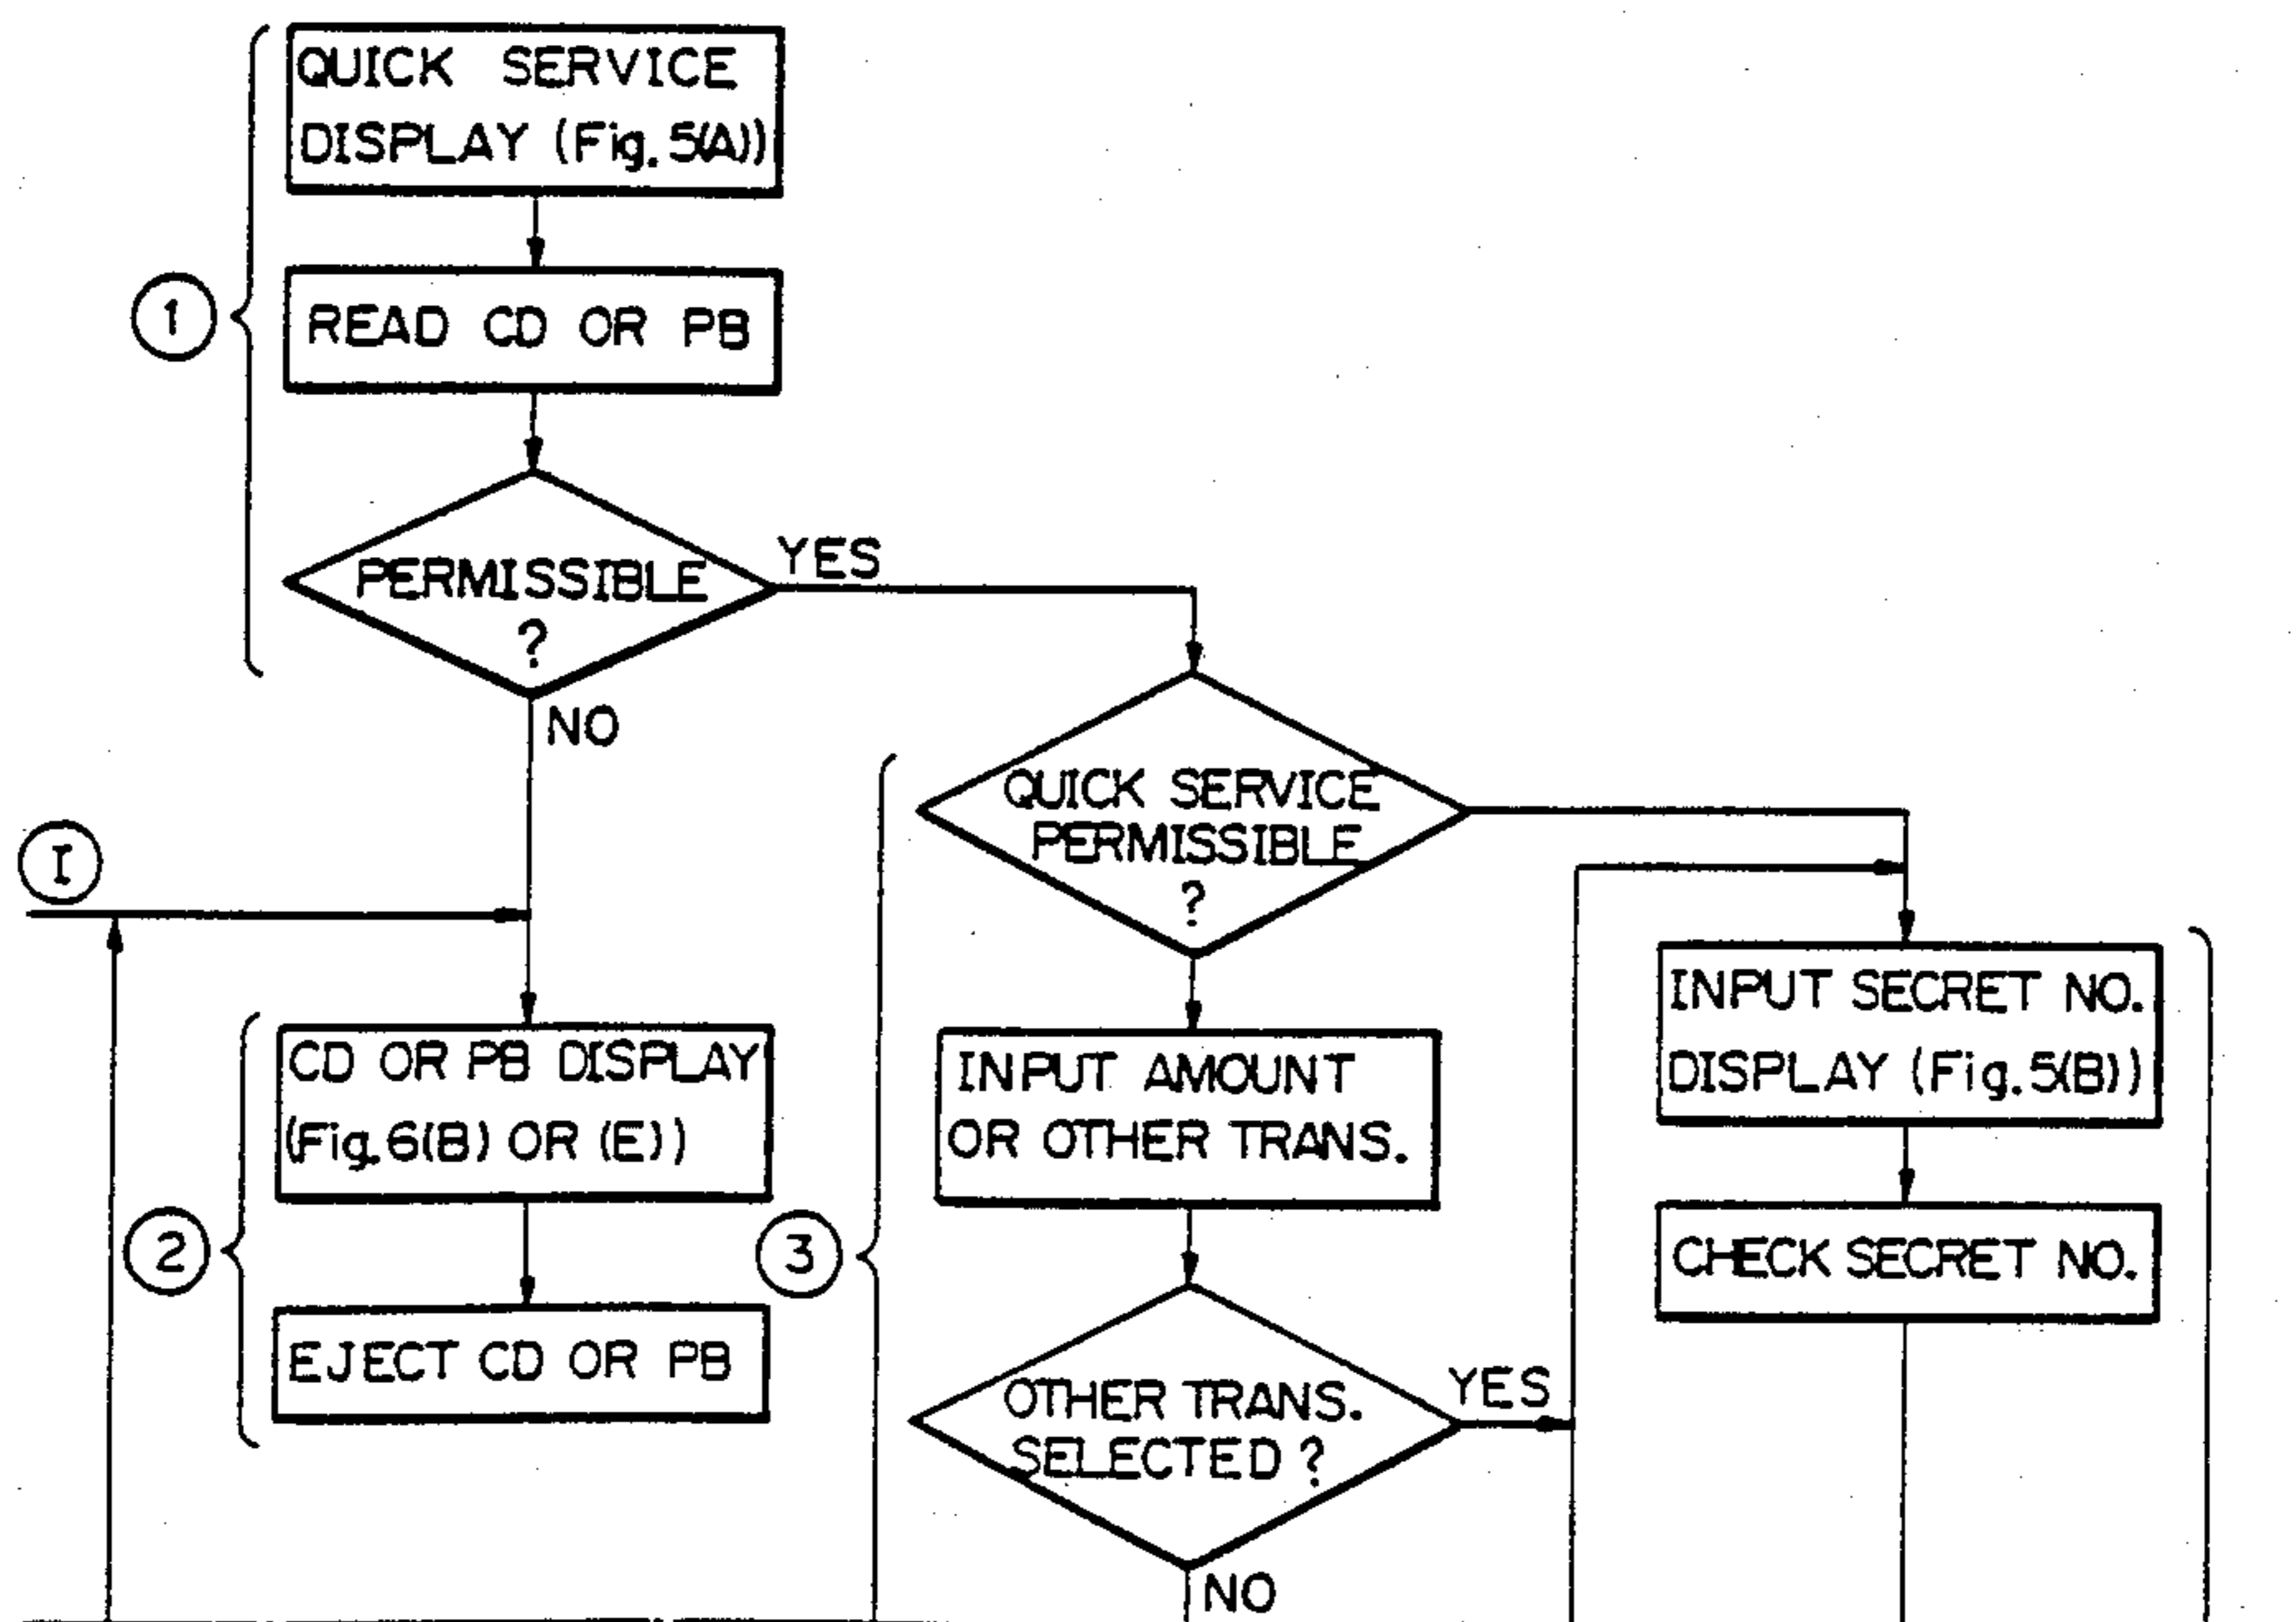 QUICK SERVICE
DISPLAY (Fig. 5(A))
1
READ CD OR PB
PERMISSIBLE
?
YES
NO
I
QUICK SERVICE
PERMISSIBLE
?
CD OR PB DISPLAY
(Fig. 6(B) OR (E))
2
EJECT CD OR PB
INPUT AMOUNT
OR OTHER TRANS.
3
OTHER TRANS.
SELECTED ?
YES
NO
INPUT SECRET NO.
DISPLAY (Fig. 5(B))
CHECK SECRET NO.